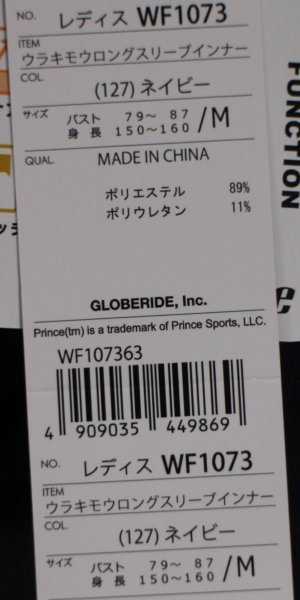 NO. レディス WF1073
ITEM
ウラキモウロングスリーブインナー
COL.
(127) ネイビー
サイズ バスト 79～ 87 /M
身長 150～160
QUAL. MADE IN CHINA
ポリエステル 89%
ポリウレタン 11%
GLOBERIDE, Inc.
Prince(tm) is a trademark of Prince Sports, LLC.
WF107363
4 909035 449869
NO. レディス WF1073
ITEM
ウラキモウロングスリーブインナー
COL.
(127) ネイビー
サイズ バスト 79～ 87 /M
身長 150～160
FUNCTION